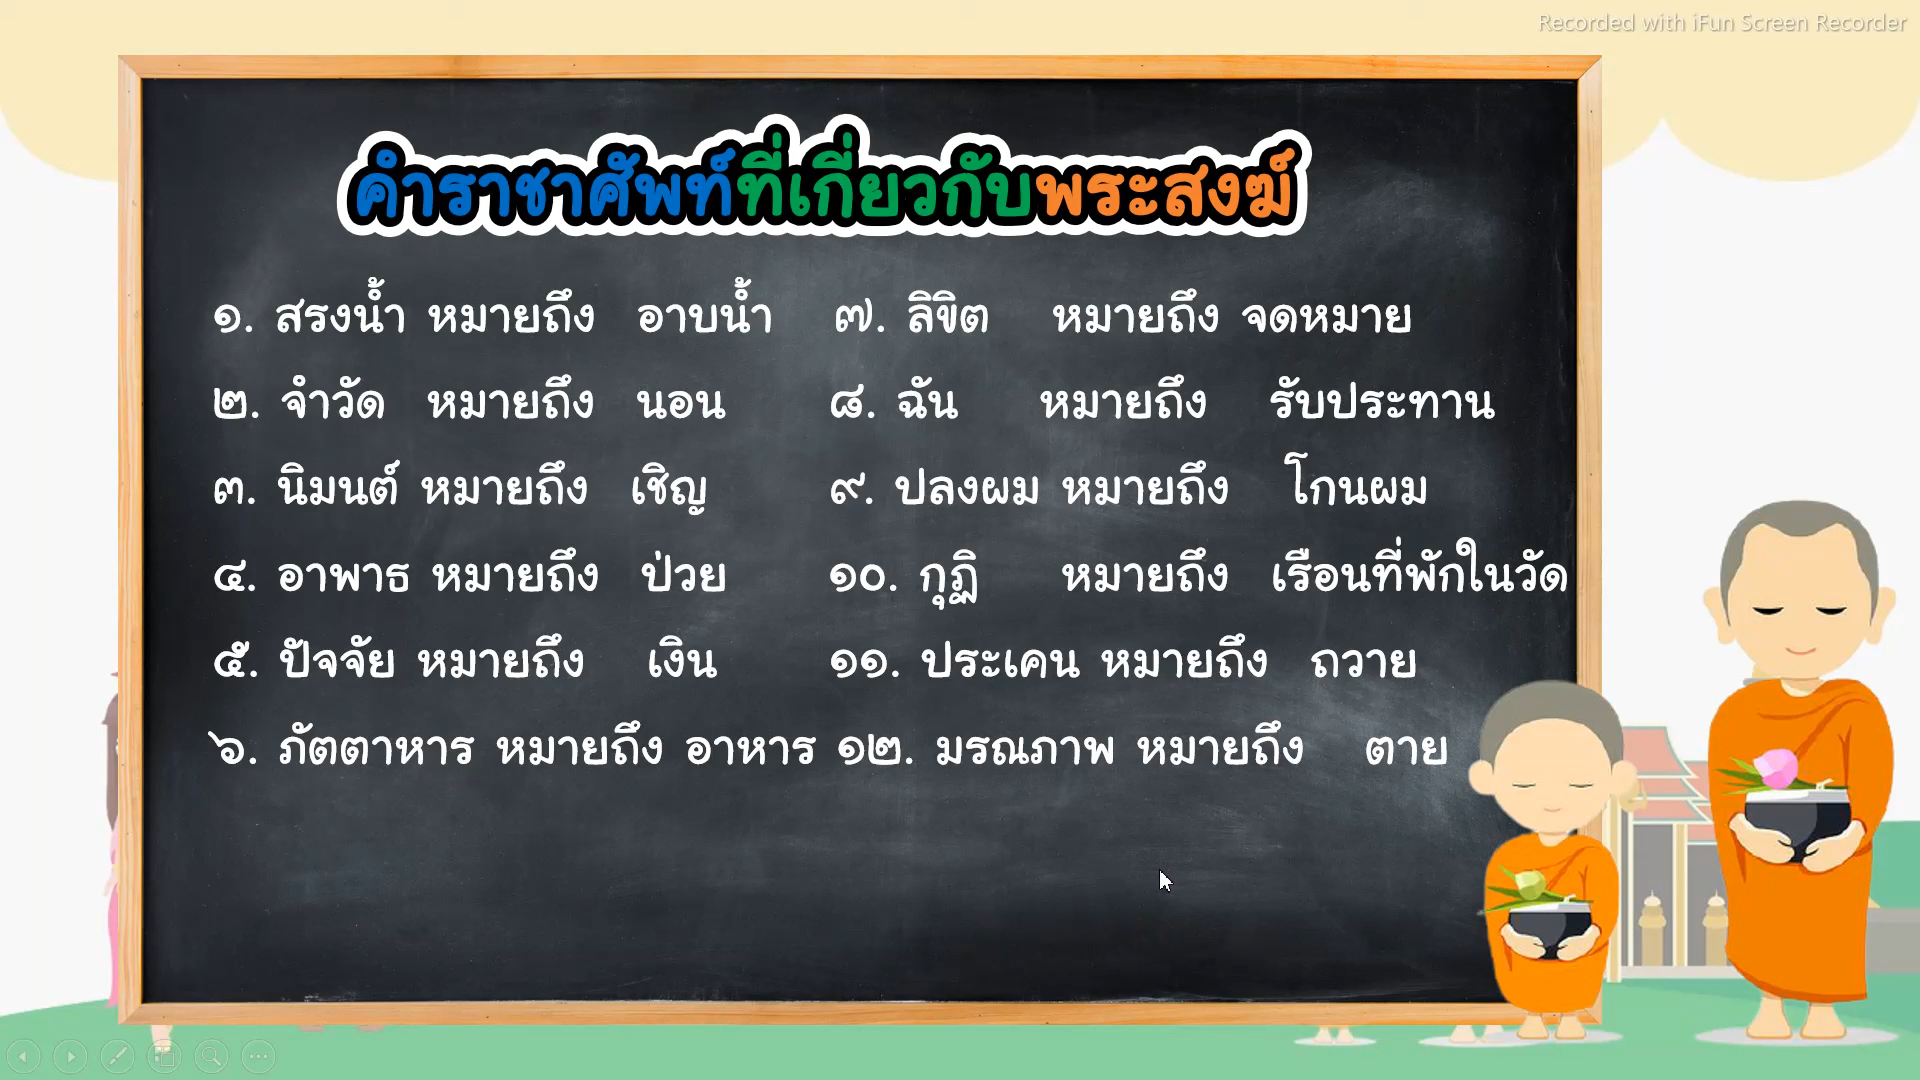 Recorded with iFun Screen Recorder
คำราชาศัพท์ที่เกี่ยวกับพระสงฆ์
๑. สรงน้ำ หมายถึง อาบน้ำ
๒. จำวัด หมายถึง นอน
๓. นิมนต์ หมายถึง เชิญ
๔. อาพาธ หมายถึง ป่วย
๕. ปัจจัย หมายถึง เงิน
๖. ภัตตาหาร หมายถึง อาหาร
๗. ลิขิต หมายถึง จดหมาย
๘. ฉัน หมายถึง รับประทาน
๙. ปลงผม หมายถึง โกนผม
๑๐. กุฏิ หมายถึง เรือนที่พักในวัด
๑๑. ประเคน หมายถึง ถวาย
๑๒. มรณภาพ หมายถึง ตาย